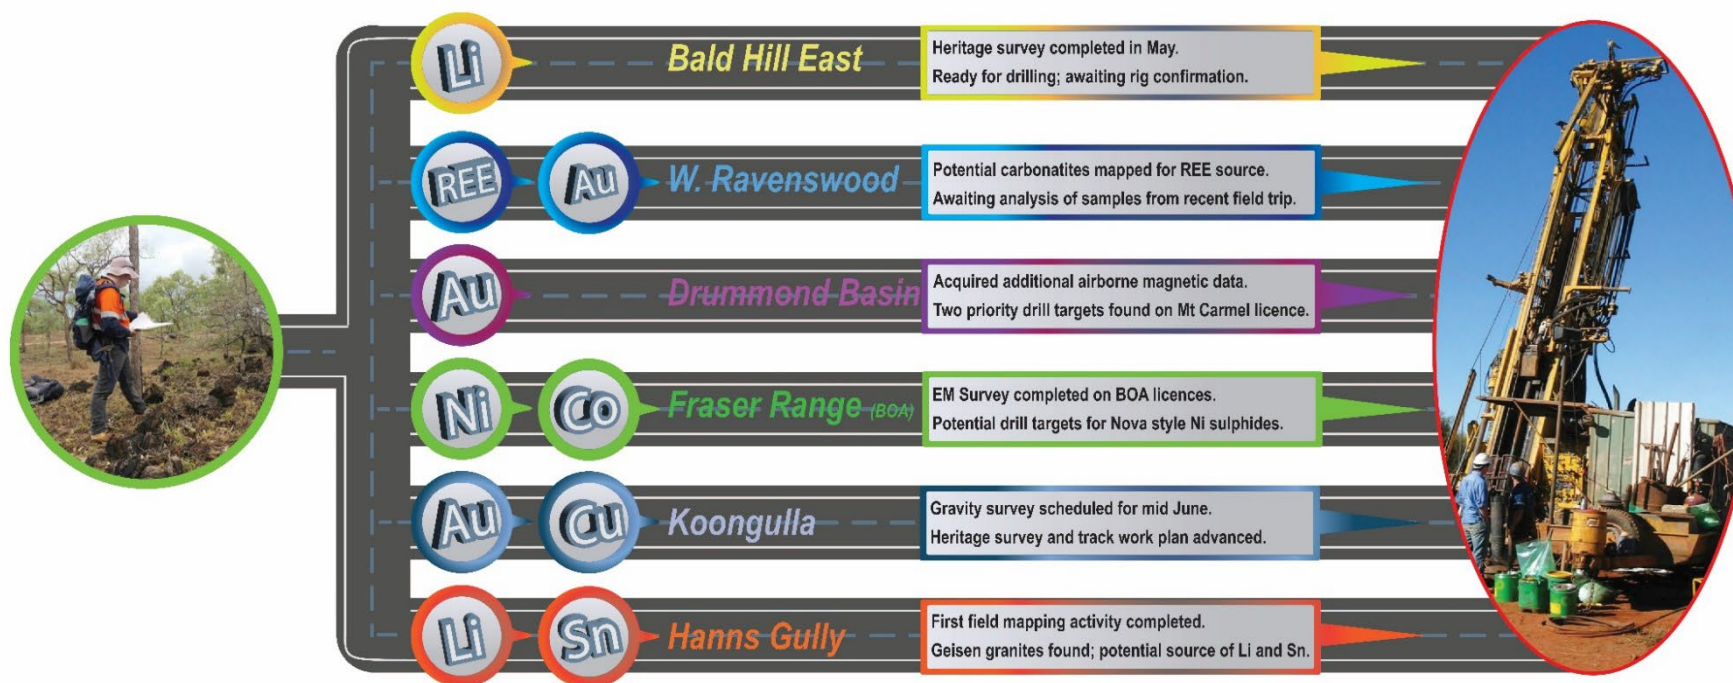 Li
Bald Hill East
Heritage survey completed in May.
Ready for drilling; awaiting rig confirmation.
REE
Au
W. Ravenswood
Potential carbonatites mapped for REE source.
Awaiting analysis of samples from recent field trip.
Au
Drummond Basin
Acquired additional airborne magnetic data.
Two priority drill targets found on Mt Carmel licence.
Ni
Co
Fraser Range (BOA)
EM Survey completed on BOA licences.
Potential drill targets for Nova style Ni sulphides.
Au
Cu
Koongulla
Gravity survey scheduled for mid June.
Heritage survey and track work plan advanced.
Li
Sn
Hanns Gully
First field mapping activity completed.
Geisen granites found; potential source of Li and Sn.